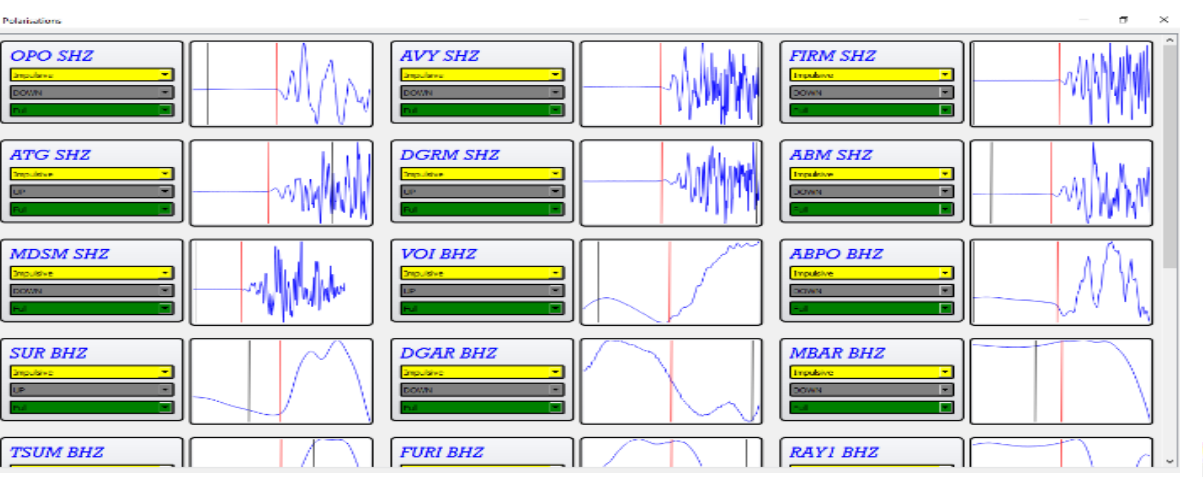 Polarisations
OPO SHZ
Impulsive
DOWN
Full
AVY SHZ
Impulsive
DOWN
Full
FIRM SHZ
Impulsive
DOWN
Full
ATG SHZ
Impulsive
UP
Full
DGRM SHZ
Impulsive
UP
Full
ABM SHZ
Impulsive
DOWN
Full
MDSM SHZ
Impulsive
DOWN
Full
VOI BHZ
Impulsive
UP
Full
ABPO BHZ
Impulsive
DOWN
Full
SUR BHZ
Impulsive
UP
Full
DGAR BHZ
Impulsive
DOWN
Full
MBAR BHZ
Impulsive
DOWN
Full
TSUM BHZ
FURI BHZ
RAY1 BHZ